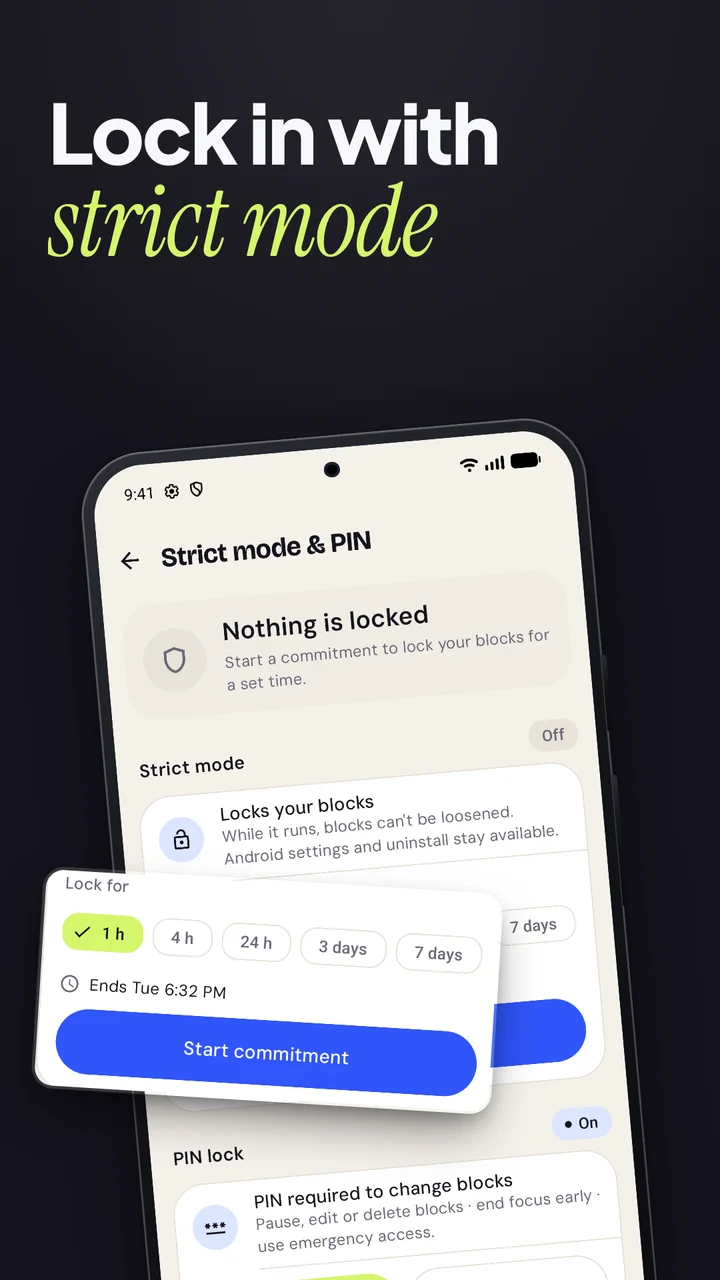 Lock in with
strict mode
9:41
Strict mode & PIN
Nothing is locked
Start a commitment to lock your blocks for
a set time.
Strict mode
Off
Locks your blocks
While it runs, blocks can't be loosened.
Android settings and uninstall stay available.
Lock for
1 h
4 h
24 h
3 days
7 days
7 days
Ends Tue 6:32 PM
Start commitment
PIN lock
On
PIN required to change blocks
Pause, edit or delete blocks · end focus early ·
use emergency access.